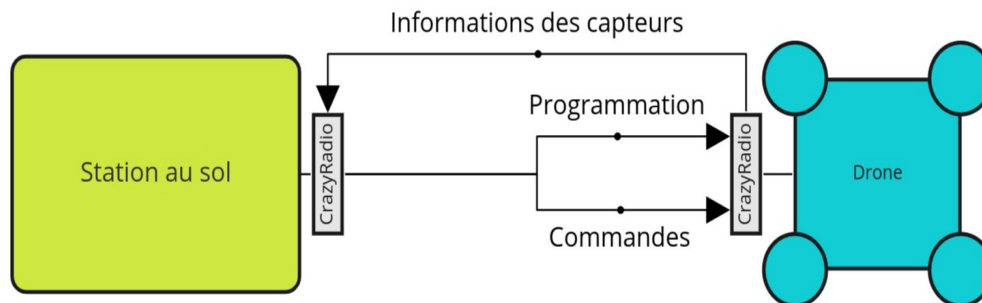 Informations des capteurs
Programmation
Station au sol
CrazyRadio
CrazyRadio
Drone
Commandes